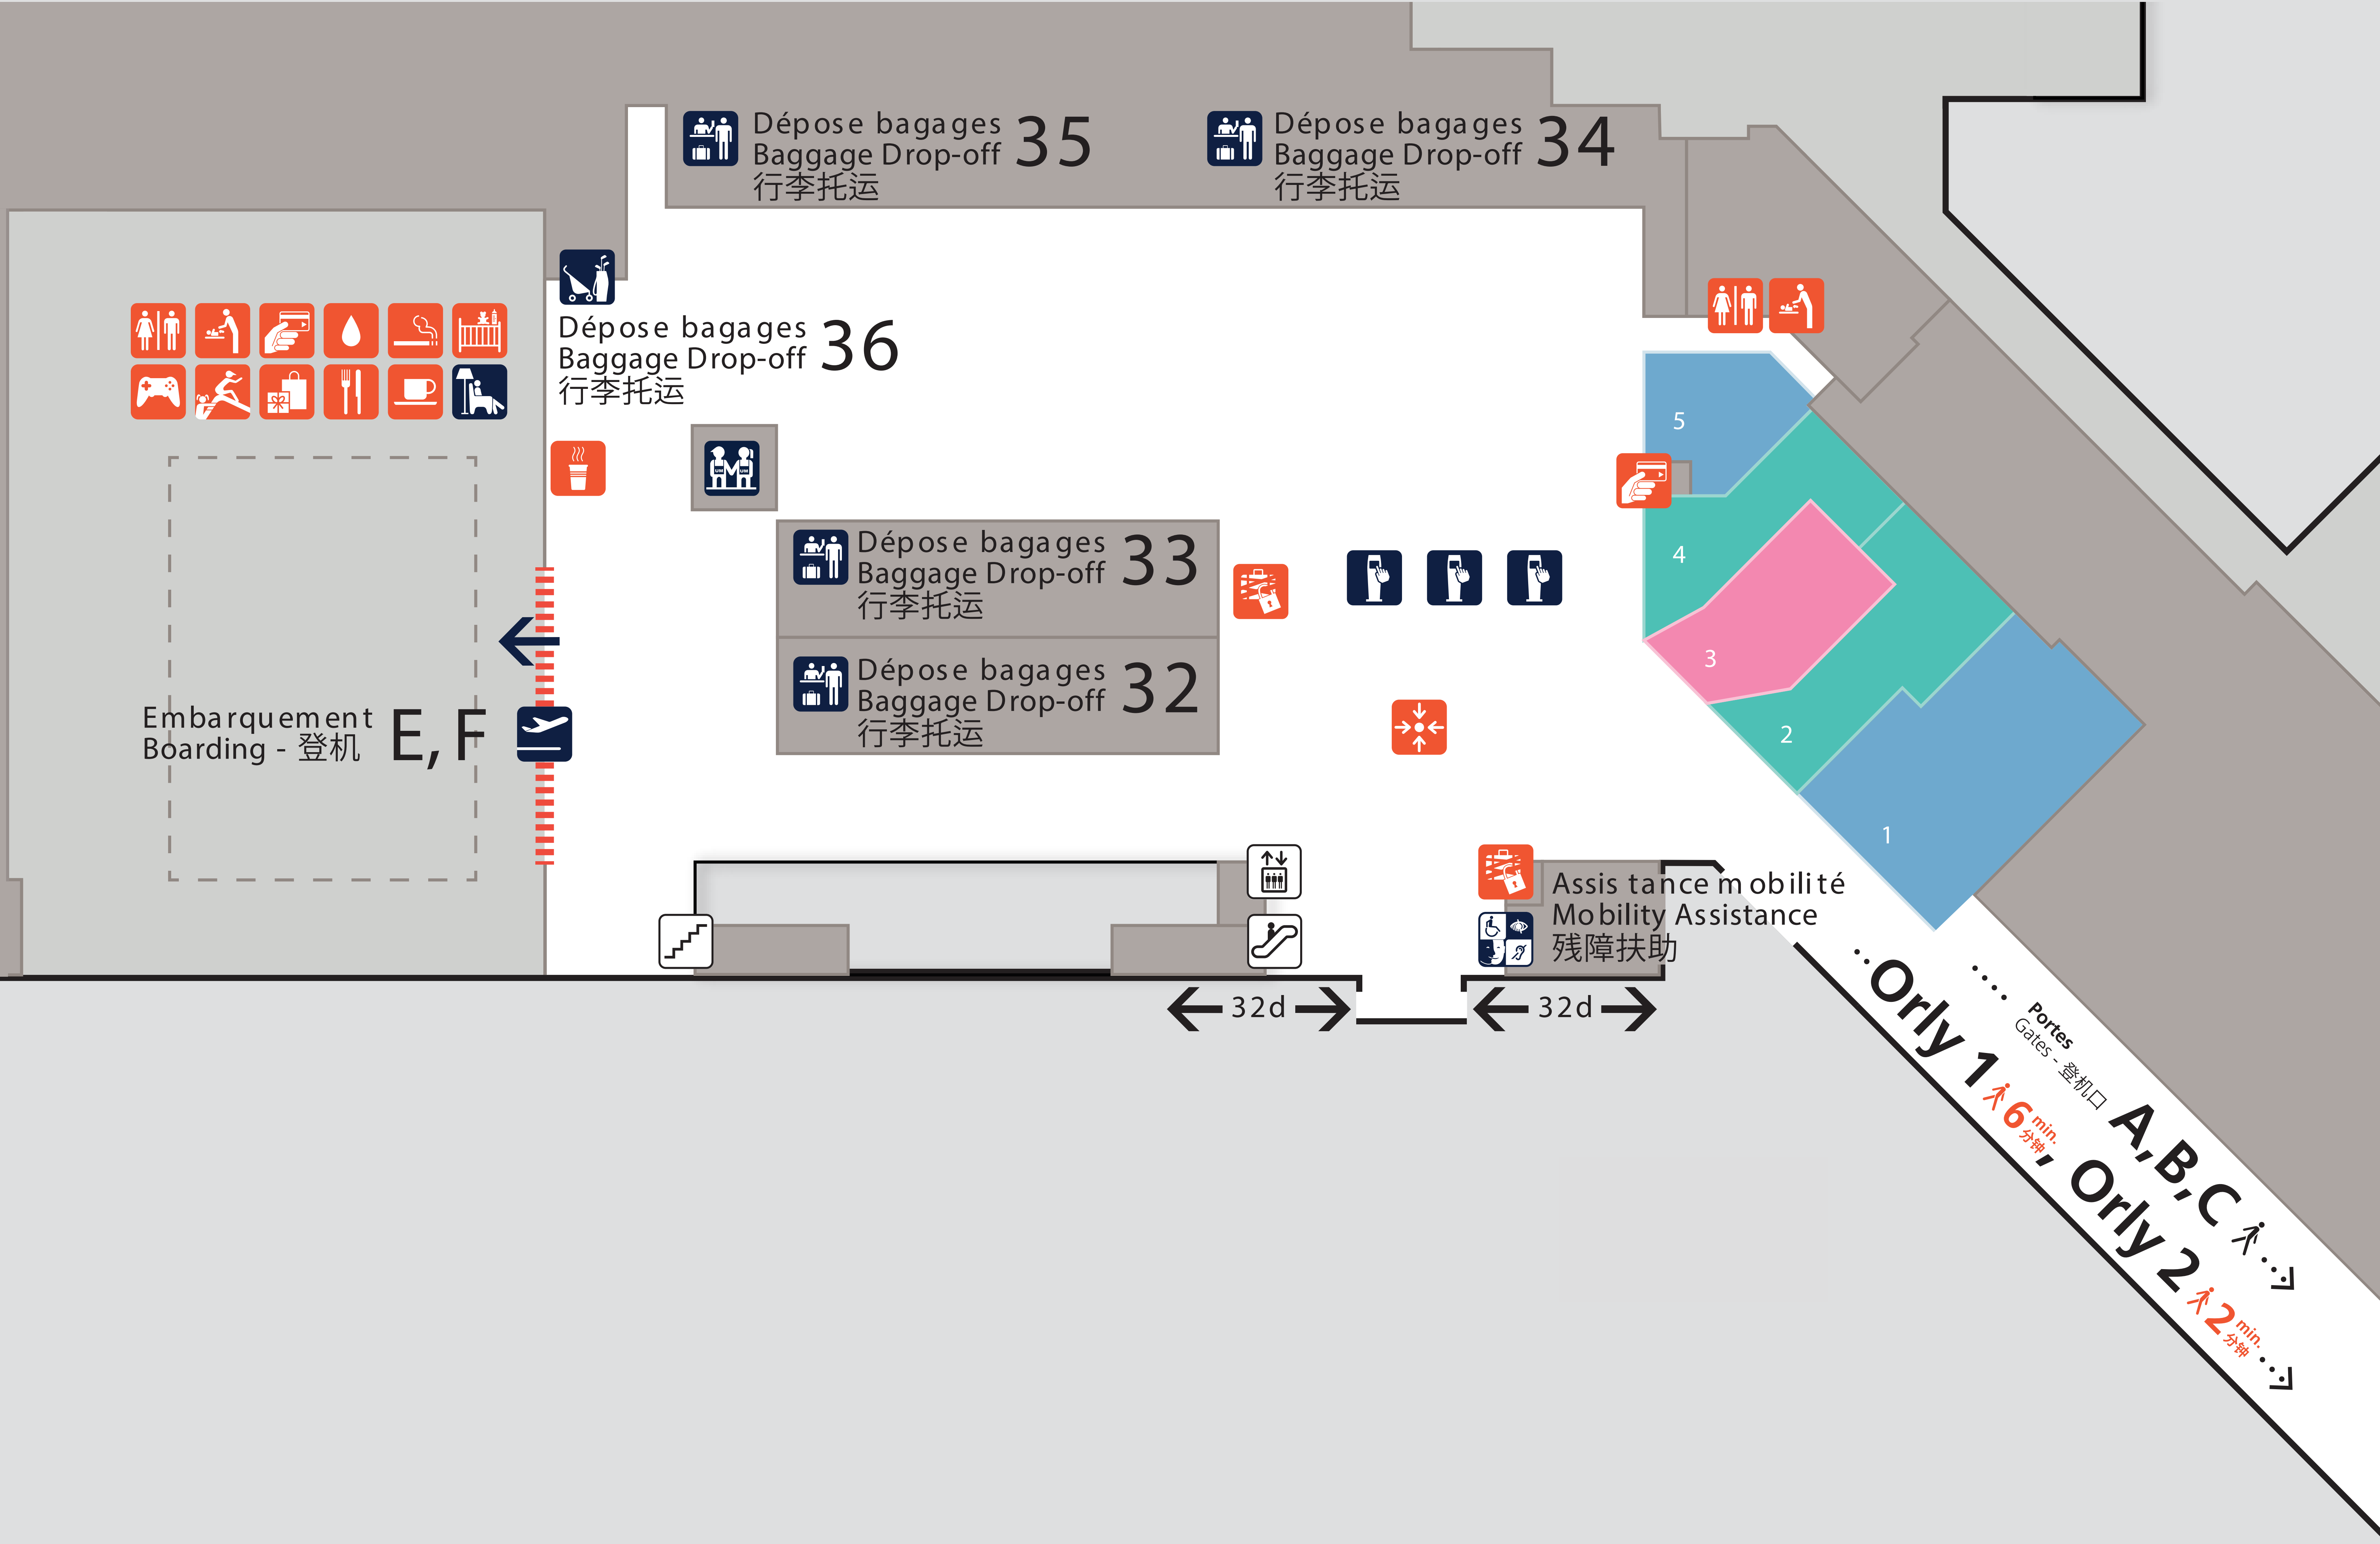 Dépose bagages
Baggage Drop-off
行李托运
35
Dépose bagages
Baggage Drop-off
行李托运
34
Dépose bagages
Baggage Drop-off
行李托运
36
UM UM
5
Dépose bagages
Baggage Drop-off
行李托运
33
4
Dépose bagages
Baggage Drop-off
行李托运
32
3
Embarquement
Boarding - 登机
E, F
2
1
Assistance mobilité
Mobility Assistance
残障扶助
32d
32d
Portes
Gates - 登机口
A,B,C
Orly 1 6 min. 分钟, Orly 2 2 min. 分钟